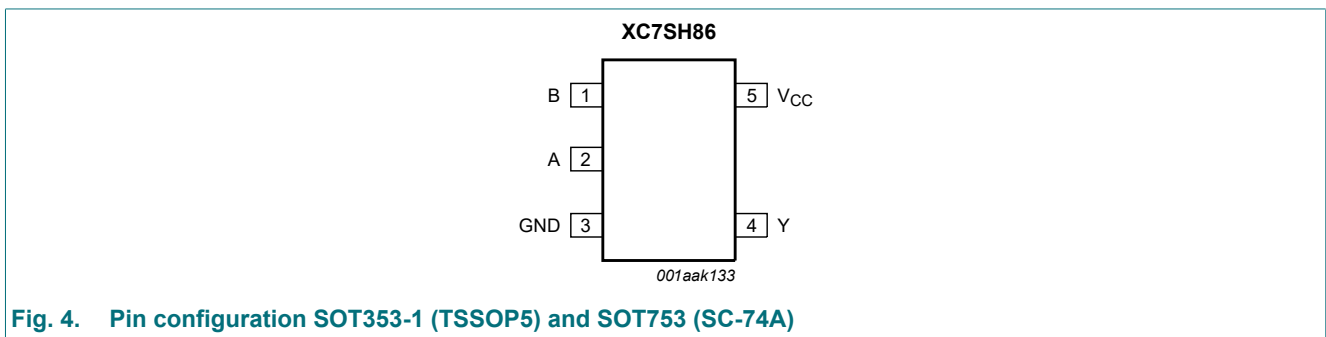 XC7SH86
B 1
5 VCC
A 2
GND 3
4 Y
001aak133
Fig. 4. Pin configuration SOT353-1 (TSSOP5) and SOT753 (SC-74A)